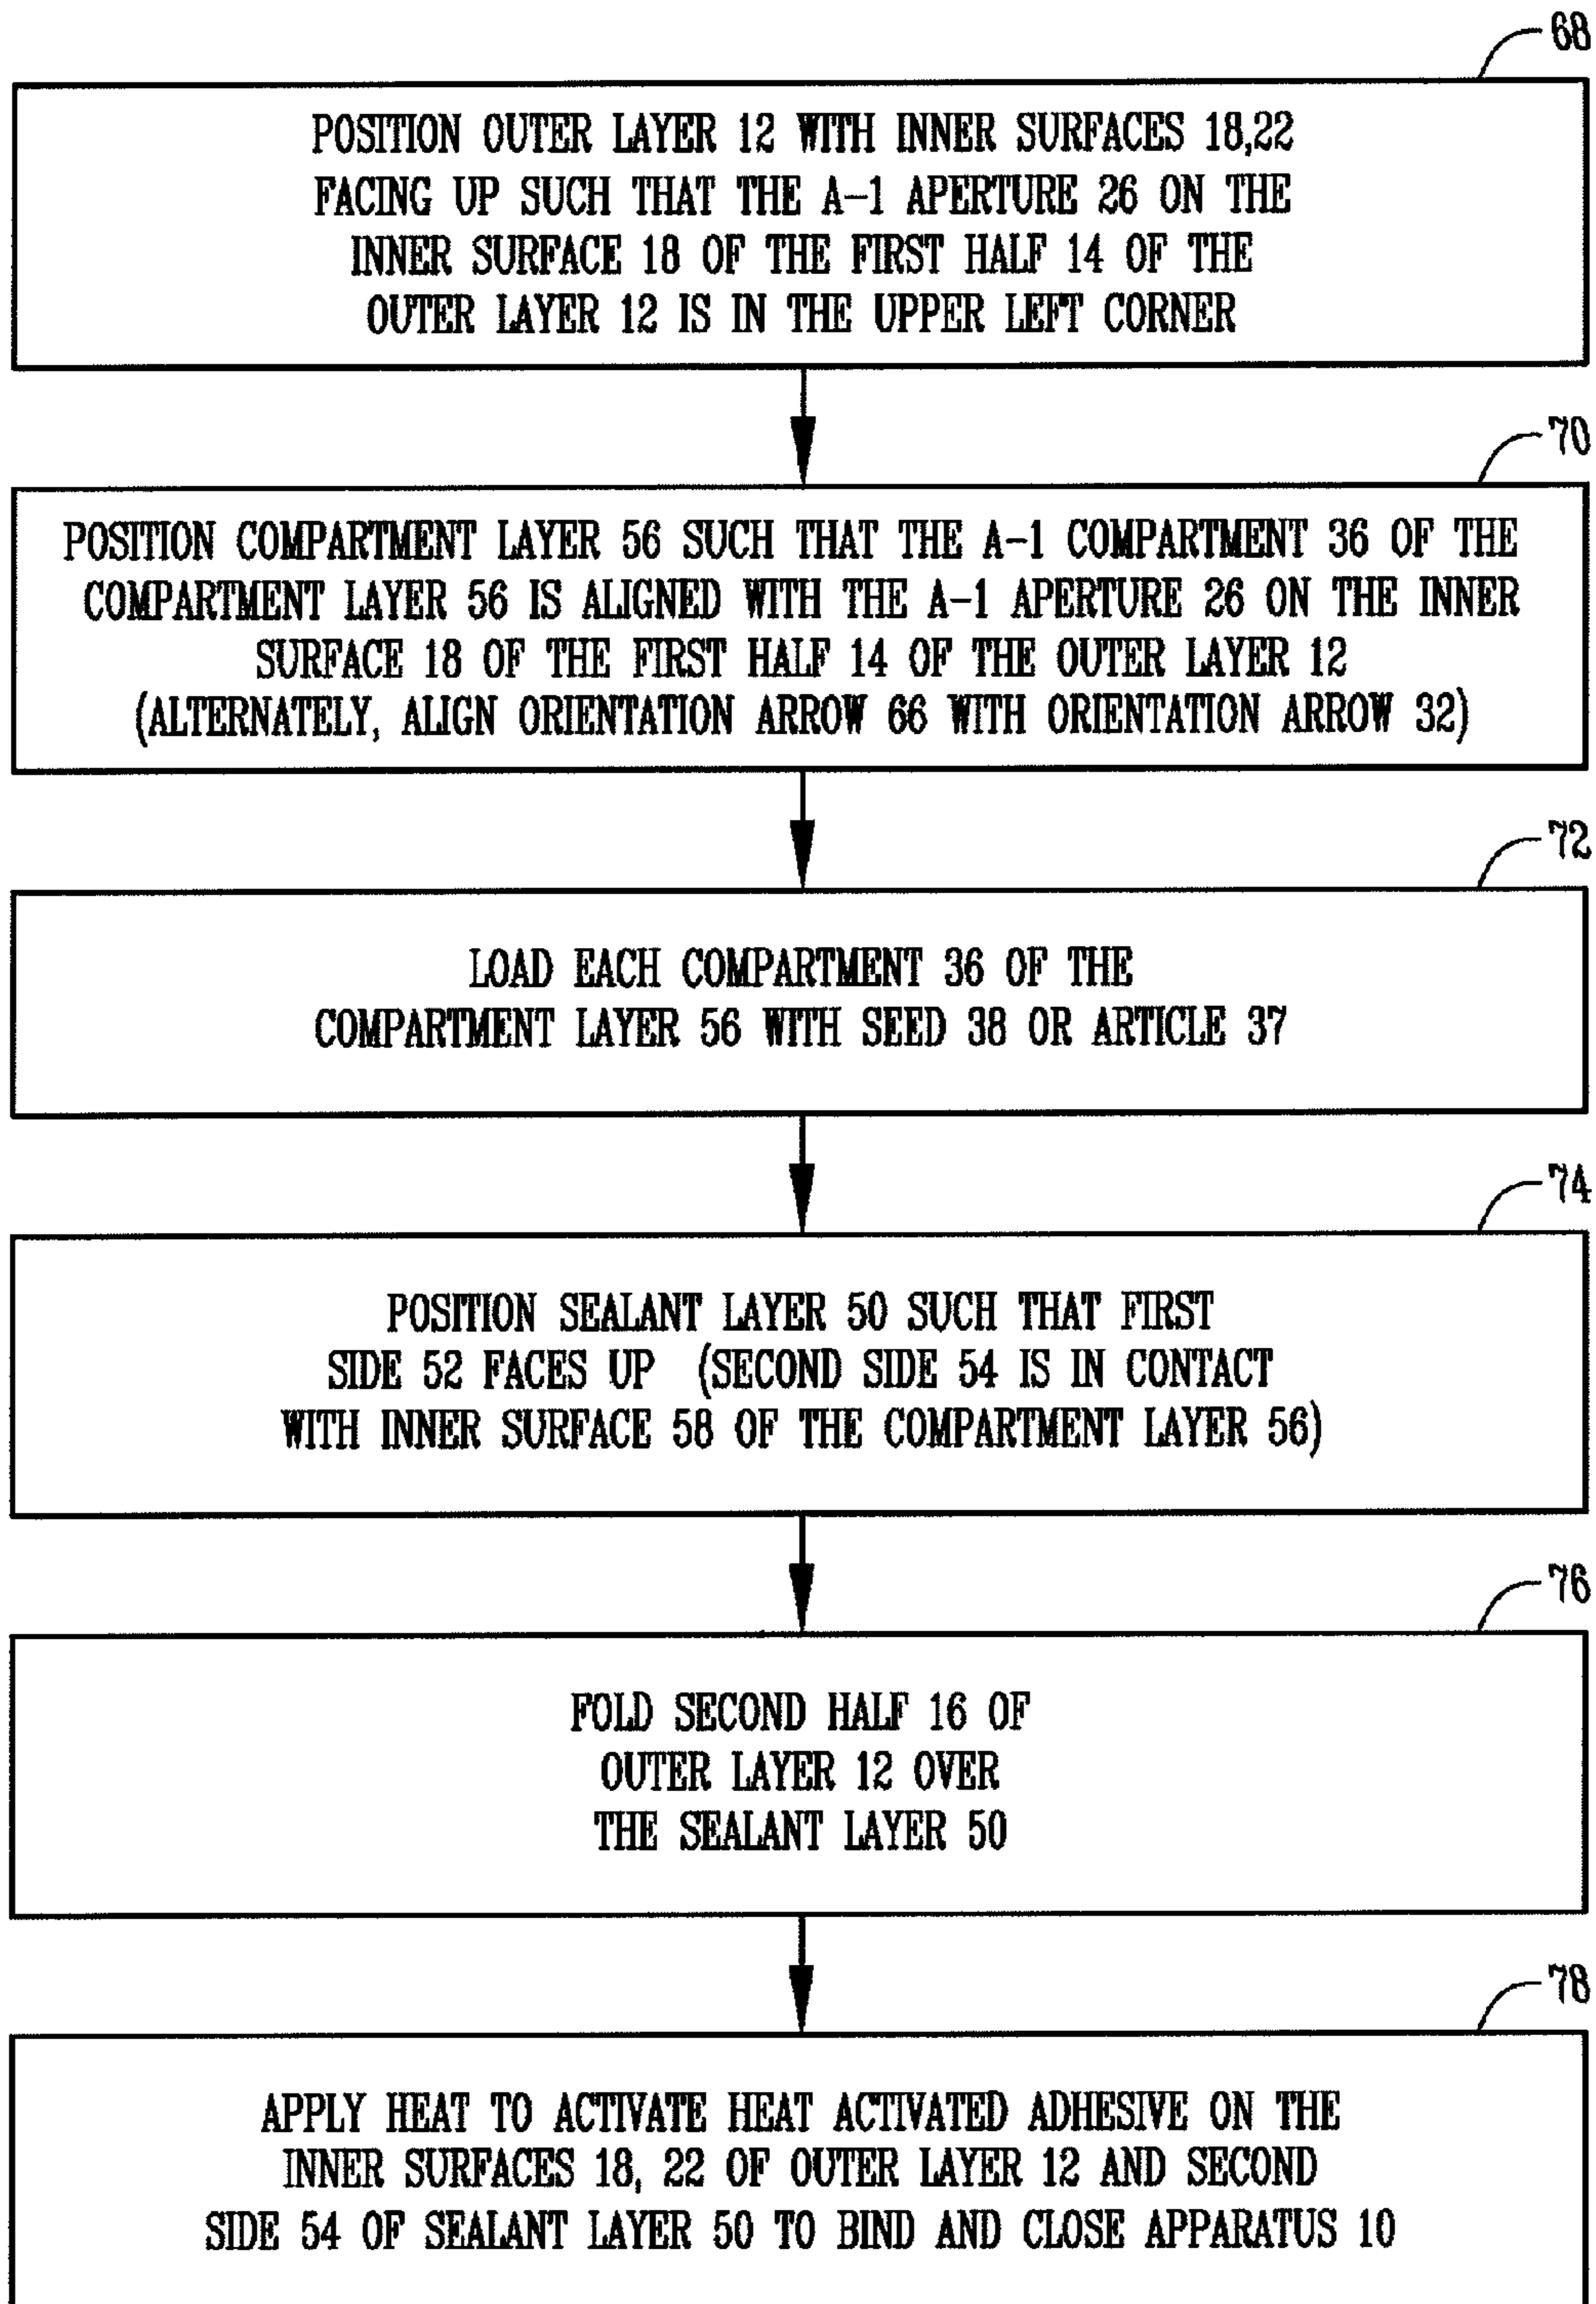 68
POSITION OUTER LAYER 12 WITH INNER SURFACES 18,22
FACING UP SUCH THAT THE A-1 APERTURE 26 ON THE
INNER SURFACE 18 OF THE FIRST HALF 14 OF THE
OUTER LAYER 12 IS IN THE UPPER LEFT CORNER
70
POSITION COMPARTMENT LAYER 56 SUCH THAT THE A-1 COMPARTMENT 36 OF THE
COMPARTMENT LAYER 56 IS ALIGNED WITH THE A-1 APERTURE 26 ON THE INNER
SURFACE 18 OF THE FIRST HALF 14 OF THE OUTER LAYER 12
(ALTERNATELY, ALIGN ORIENTATION ARROW 66 WITH ORIENTATION ARROW 32)
72
LOAD EACH COMPARTMENT 36 OF THE
COMPARTMENT LAYER 56 WITH SEED 38 OR ARTICLE 37
74
POSITION SEALANT LAYER 50 SUCH THAT FIRST
SIDE 52 FACES UP (SECOND SIDE 54 IS IN CONTACT
WITH INNER SURFACE 58 OF THE COMPARTMENT LAYER 56)
76
FOLD SECOND HALF 16 OF
OUTER LAYER 12 OVER
THE SEALANT LAYER 50
78
APPLY HEAT TO ACTIVATE HEAT ACTIVATED ADHESIVE ON THE
INNER SURFACES 18, 22 OF OUTER LAYER 12 AND SECOND
SIDE 54 OF SEALANT LAYER 50 TO BIND AND CLOSE APPARATUS 10